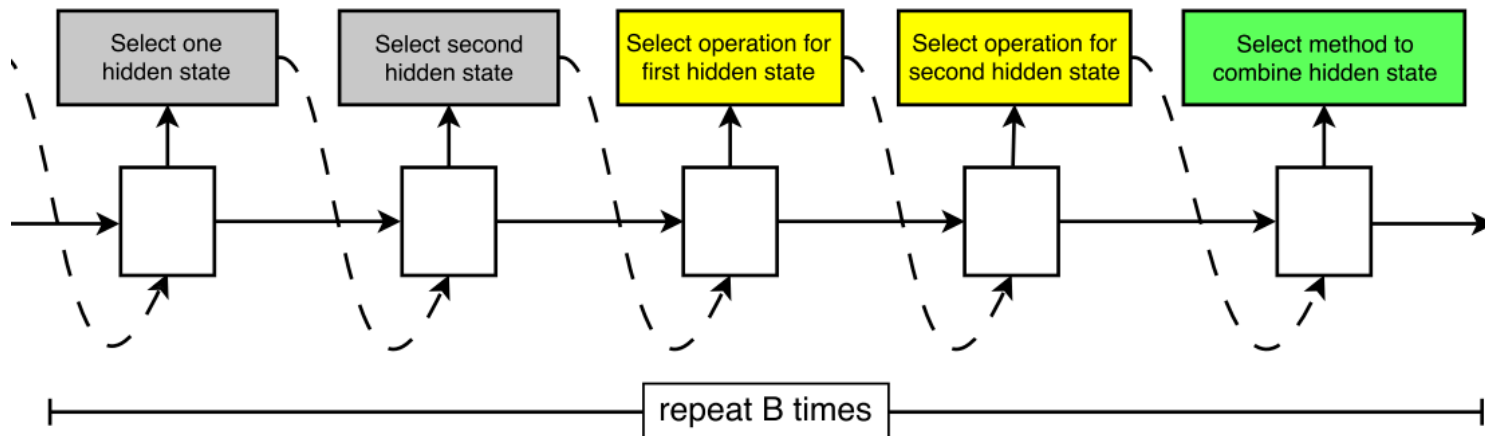 Select one
hidden state
Select second
hidden state
Select operation for
first hidden state
Select operation for
second hidden state
Select method to
combine hidden state
repeat B times